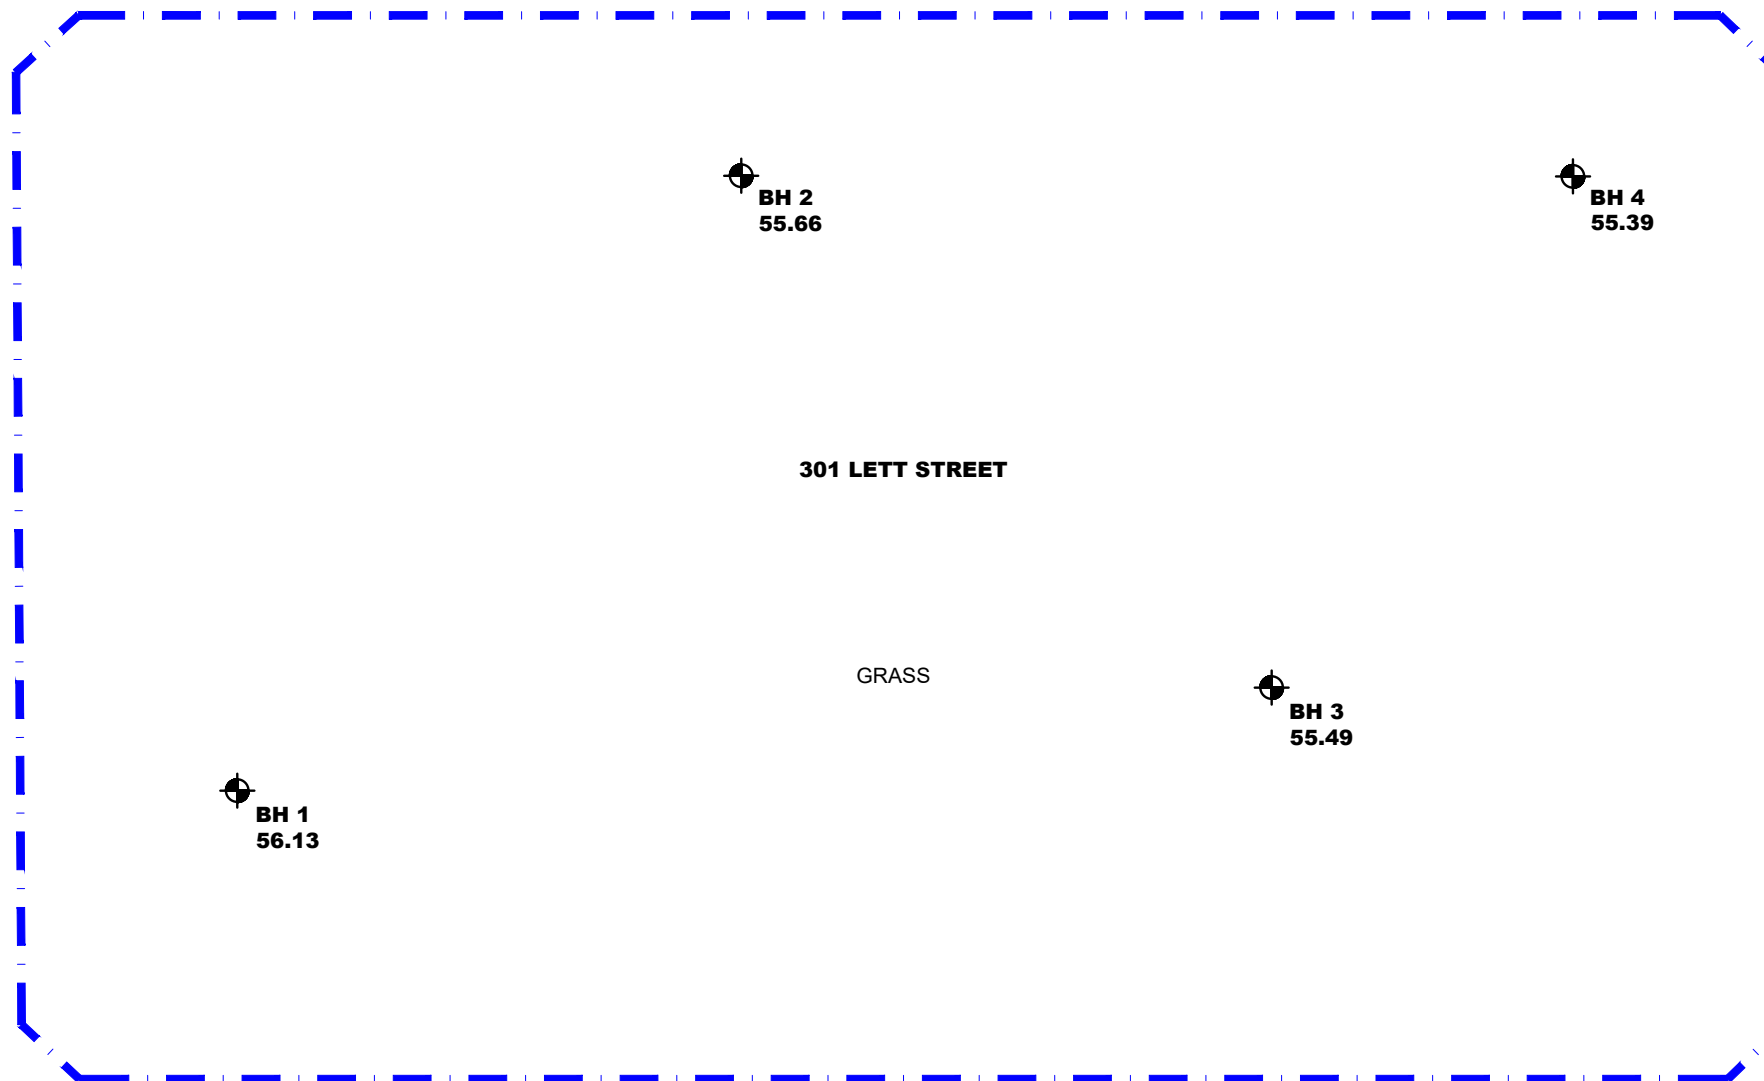 BH 2
55.66
BH 4
55.39
301 LETT STREET
GRASS
BH 3
55.49
BH 1
56.13